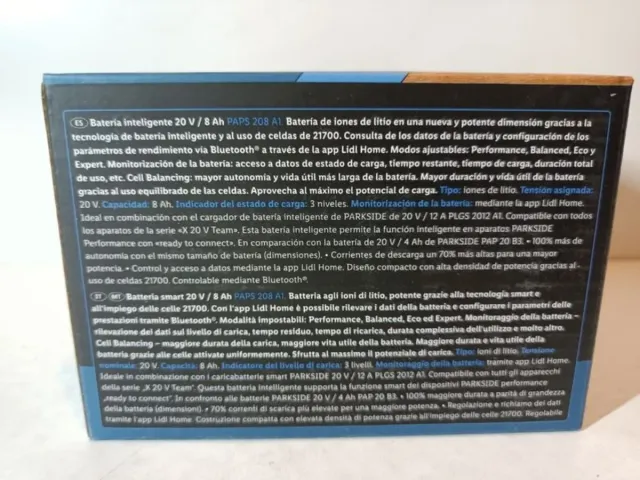 ES Batería inteligente 20 V / 8 Ah PAPS 208 A1. Batería de iones de litio en una nueva y potente dimensión gracias a la
tecnología de batería inteligente y al uso de celdas de 21700. Consulta de los datos de la batería y configuración de los
parámetros de rendimiento vía Bluetooth® a través de la app Lidl Home. Modos ajustables: Performance, Balanced, Eco y
Expert. Monitorización de la batería: acceso a datos de estado de carga, tiempo restante, tiempo de carga, duración total
de uso, etc. Cell Balancing: mayor autonomía y vida útil más larga de la batería. Mayor duración y vida útil de la batería
gracias al uso equilibrado de las celdas. Aprovecha al máximo el potencial de carga. Tipo: iones de litio. Tensión asignada:
20 V. Capacidad: 8 Ah. Indicador del estado de carga: 3 niveles. Monitorización de la batería: mediante la app Lidl Home.
Ideal en combinación con el cargador de batería inteligente de PARKSIDE de 20 V / 12 A PLGS 2012 A1. Compatible con todos
los aparatos de la serie «X 20 V Team». Esta batería inteligente permite la función inteligente en aparatos PARKSIDE
Performance con «ready to connect». En comparación con la batería de 20 V / 4 Ah de PARKSIDE PAP 20 B3. • 100% más de
autonomía con el mismo tamaño de batería (dimensiones). • Corrientes de descarga un 70% más altas para una mayor
potencia. • Control y acceso a datos mediante la app Lidl Home. Diseño compacto con alta densidad de potencia gracias al
uso de celdas 21700. Controlable mediante Bluetooth®.
IT MT Batteria smart 20 V / 8 Ah PAPS 208 A1. Batteria agli ioni di litio, potente grazie alla tecnologia smart e
all'impiego delle celle 21700. Con l'app Lidl Home è possibile rilevare i dati della batteria e configurare i parametri delle
prestazioni tramite Bluetooth®. Modalità impostabili: Performance, Balanced, Eco ed Expert. Monitoraggio della batteria –
rilevazione dei dati sul livello di carica, tempo residuo, tempo di ricarica, durata complessiva dell'utilizzo e molto altro.
Cell Balancing – maggiore durata della carica, maggiore vita utile della batteria. Maggiore durata e vita utile della
batteria grazie alle celle attivate uniformemente. Sfrutta al massimo il potenziale di carica. Tipo: ioni di litio. Tensione
nominale: 20 V. Capacità: 8 Ah. Indicatore del livello di carica: 3 livelli. Monitoraggio della batteria: tramite app Lidl Home.
Ideale in combinazione con i caricabatterie smart PARKSIDE 20 V / 12 A PLGS 2012 A1. Compatibile con tutti gli apparecchi
della serie „X 20 V Team". Questa batteria intelligente supporta la funzione smart dei dispositivi PARKSIDE performance
„ready to connect". In confronto alle batterie PARKSIDE 20 V / 4 Ah PAP 20 B3. • 100% maggiore durata a parità di grandezza
della batteria (dimensioni). • 70% correnti di scarica più elevate per una maggiore potenza. • Regolazione e richiamo dei dati
tramite l'app Lidl Home. Costruzione compatta con elevata densità di potenza grazie all'impiego delle celle 21700. Regolabile